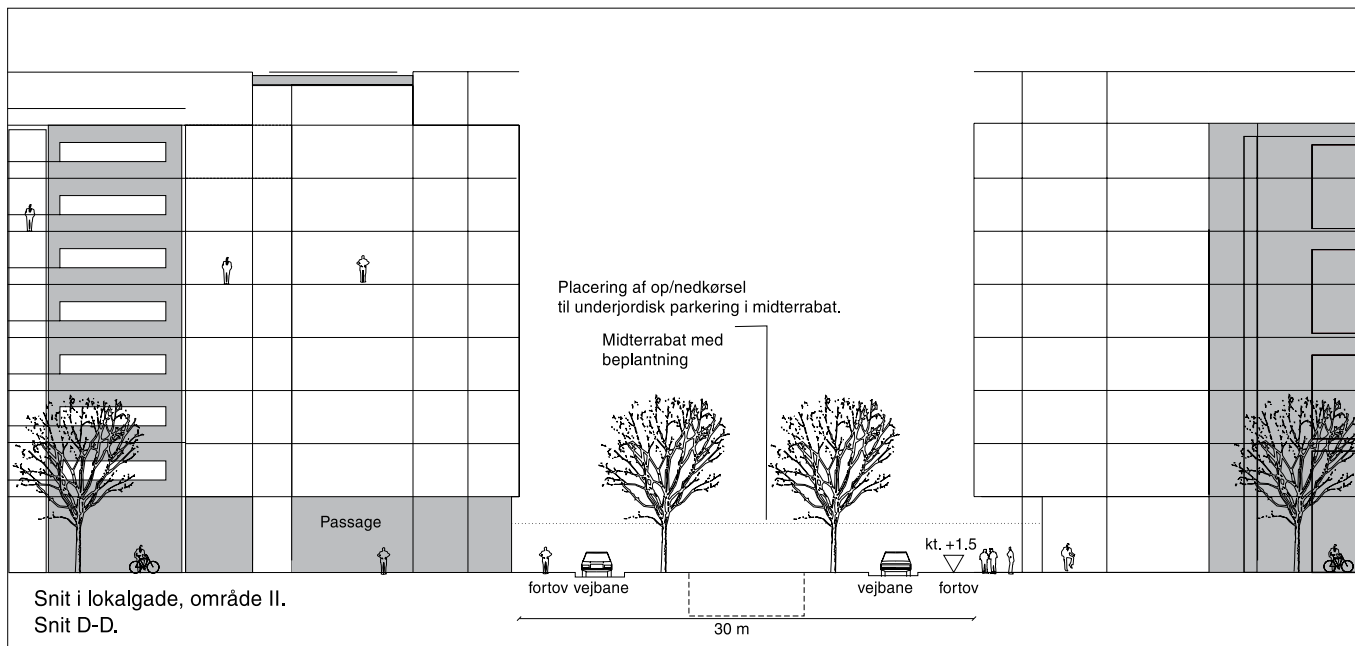 Placering af op/nedkørsel
til underjordisk parkering i midterrabat.
Midterrabat med
beplantning
Passage
kt. +1.5
fortov vejbane
vejbane fortov
30 m
Snit i lokalgade, område II.
Snit D-D.